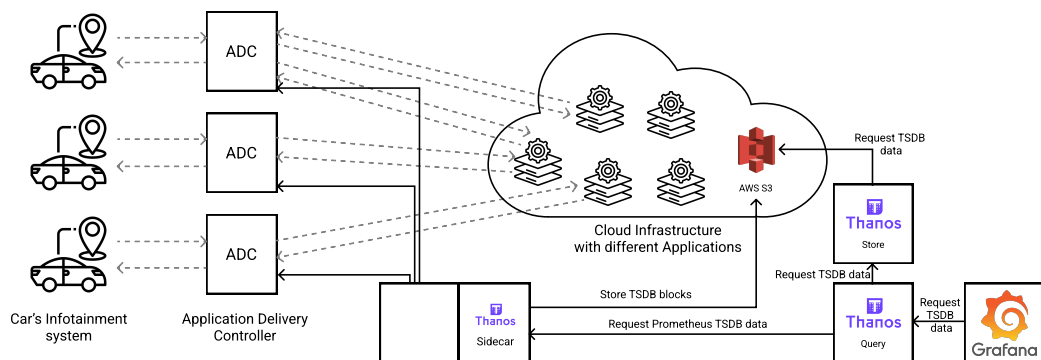 ADC
ADC
ADC
Car's Infotainment
system
Application Delivery
Controller
AWS S3
Cloud Infrastructure
with different Applications
Request TSDB
data
Thanos
Store
Request TSDB data
Store TSDB blocks
Request Prometheus TSDB data
Thanos
Sidecar
Thanos
Query
Request
TSDB
data
Grafana